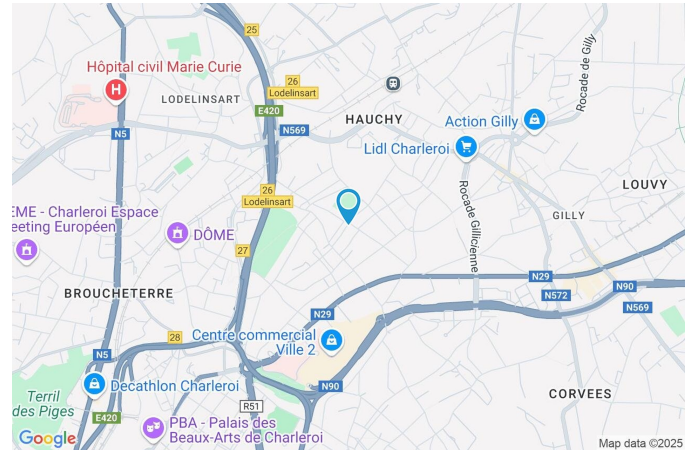 25
Hôpital civil Marie Curie
H
LODELINSART
26
Lodelinsart
E420
N5
N569
HAUCHY
Action Gilly
Rocade de Gilly
Lidl Charleroi
26
Lodelinsart
LOUVY
GILLY
Rocade Gillicienne
EME - Charleroi Espace
eeting Européen
DÔME
27
BROUCHETERRE
N29
N90
N572
N569
N29
28
Centre commercial
Ville 2
N5
Decathlon Charleroi
N90
Terril
des Piges
E420
R51
CORVEES
PBA - Palais des
Beaux-Arts de Charleroi
Google
Map data ©2025